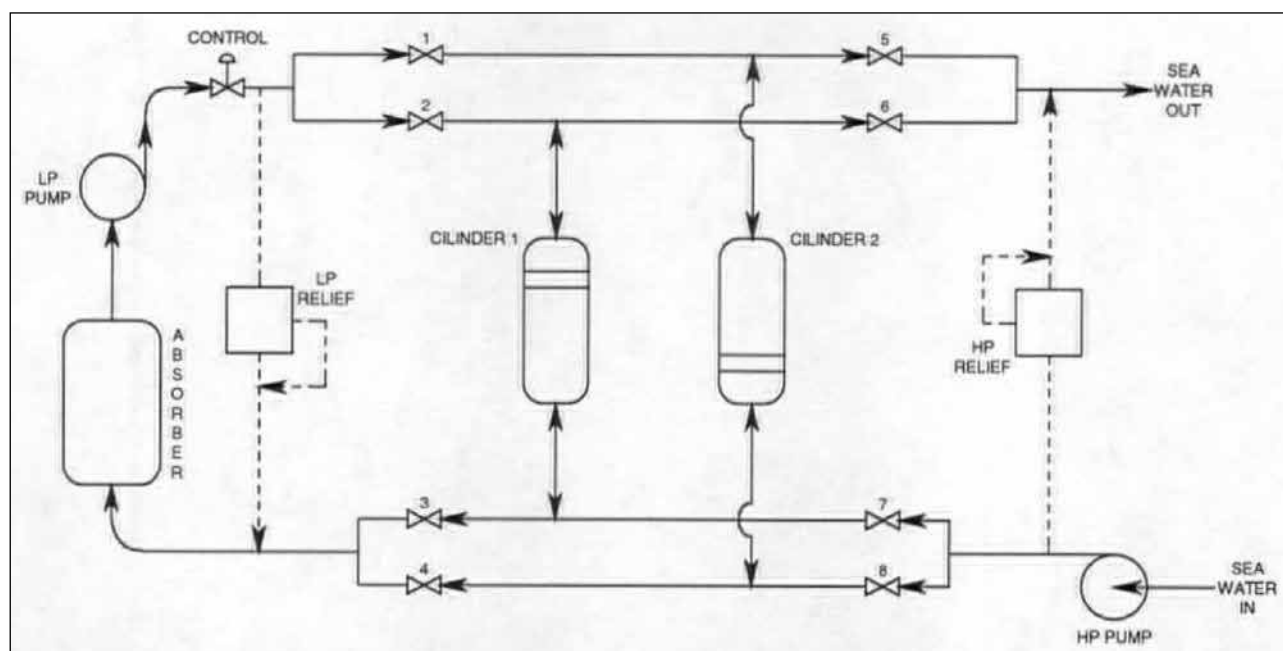 CONTROL
1
5
SEA
WATER
OUT
2
6
LP
PUMP
CILINDER 1
CILINDER 2
LP
RELIEF
HP
RELIEF
A
B
S
O
R
B
E
R
3
7
4
8
SEA
WATER
IN
HP PUMP